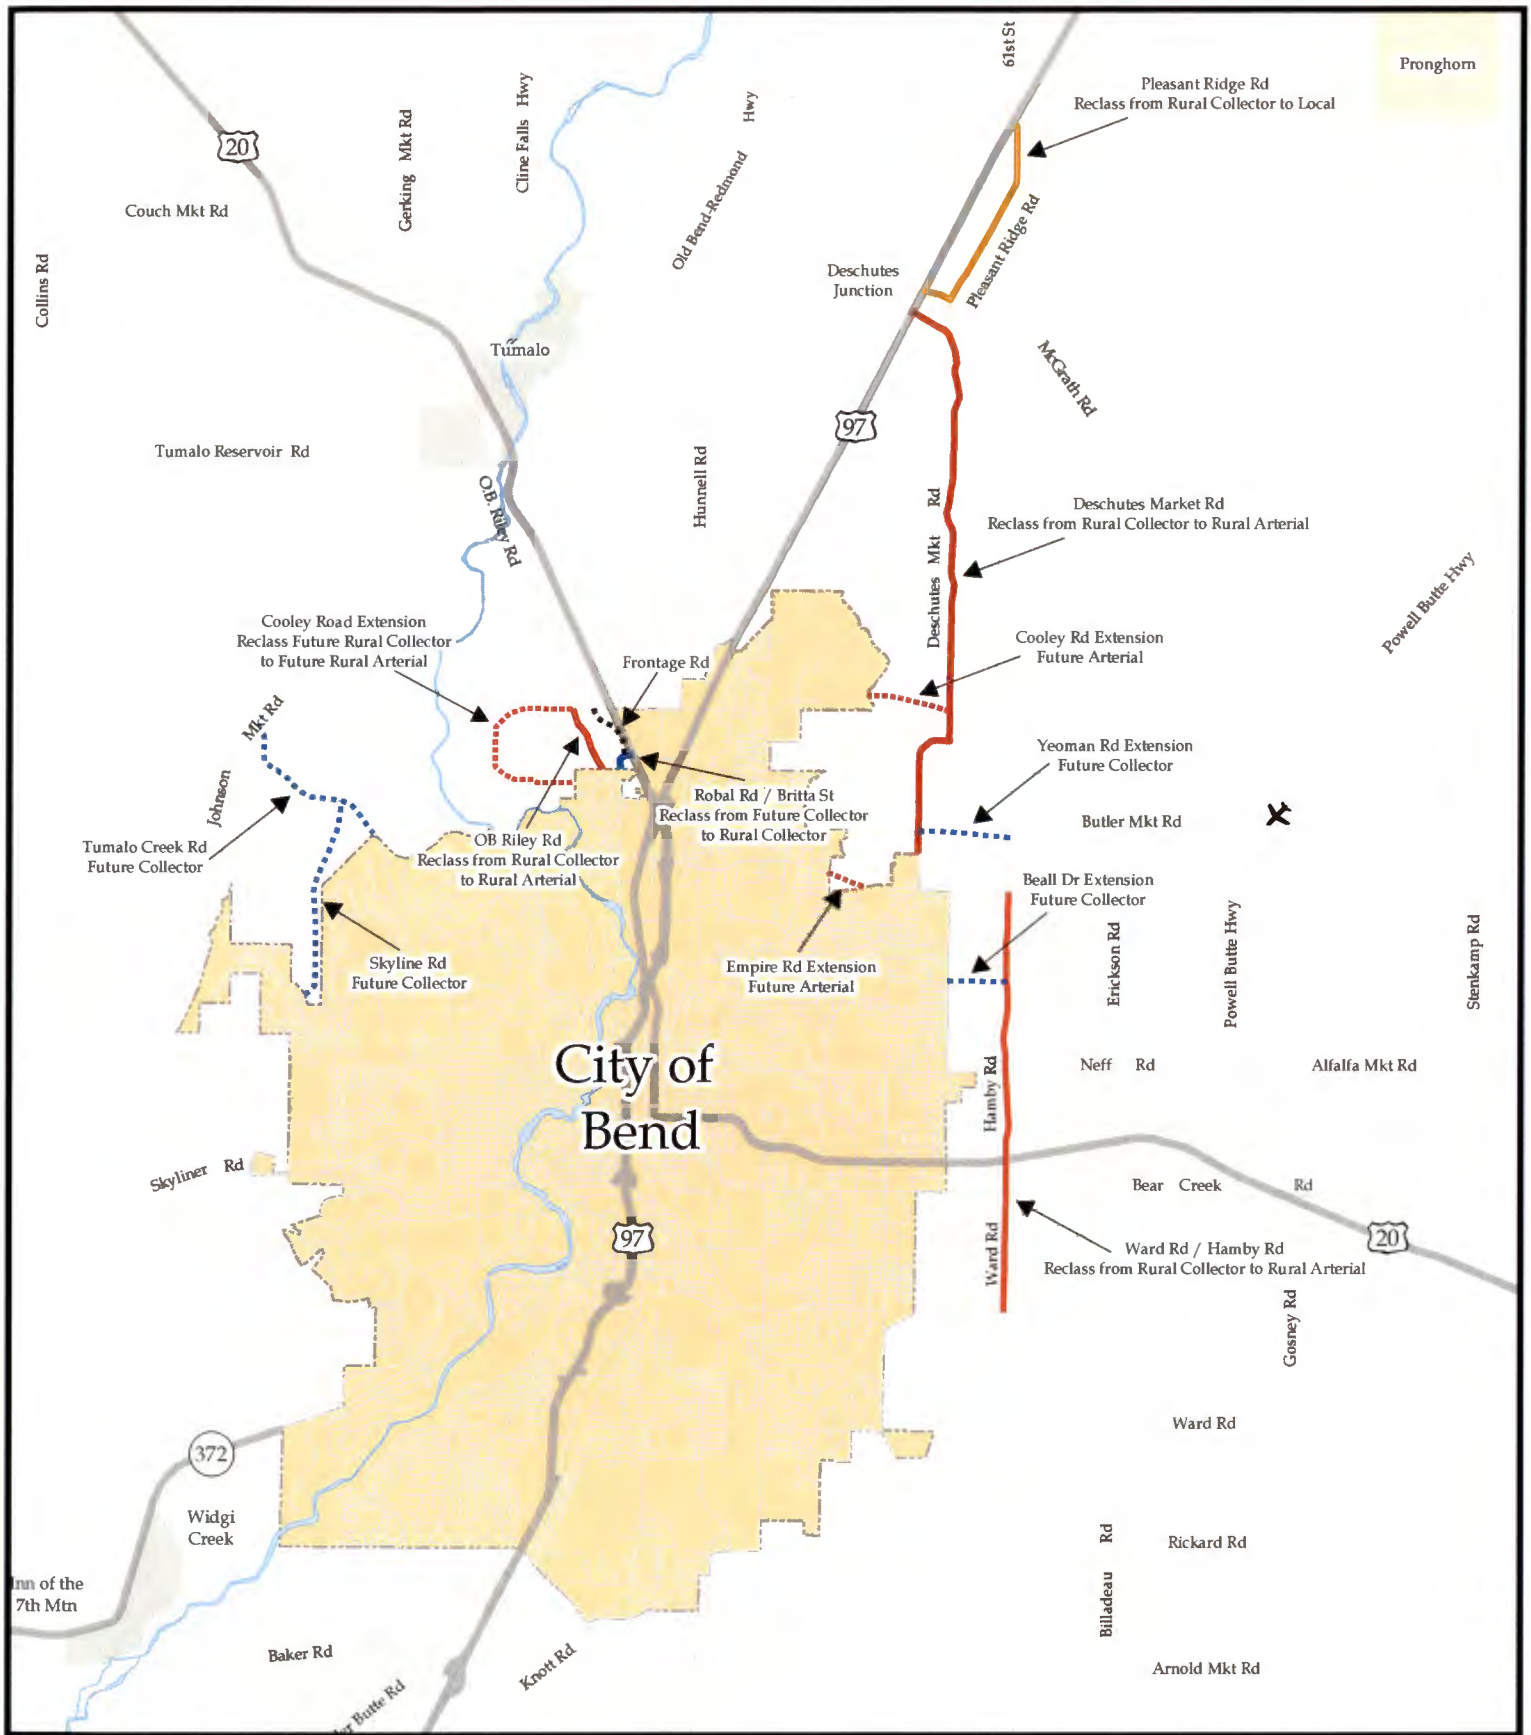 61st St
Pronghorn
Pleasant Ridge Rd
Reclass from Rural Collector to Local
20
Gerking Mkt Rd
Cline Falls Hwy
Old Bend-Redmond Hwy
Couch Mkt Rd
Collins Rd
Pleasant Ridge Rd
Deschutes
Junction
Tumalo
McGrath Rd
97
Tumalo Reservoir Rd
O.B. Riley Rd
Hunnell Rd
Deschutes Mkt Rd
Deschutes Market Rd
Reclass from Rural Collector to Rural Arterial
Powell Butte Hwy
Cooley Road Extension
Reclass Future Rural Collector
to Future Rural Arterial
Frontage Rd
Cooley Rd Extension
Future Arterial
Johnson Mkt Rd
Yeoman Rd Extension
Future Collector
Robal Rd / Britta St
Reclass from Future Collector
to Rural Collector
Butler Mkt Rd
Tumalo Creek Rd
Future Collector
OB Riley Rd
Reclass from Rural Collector
to Rural Arterial
Beall Dr Extension
Future Collector
Skyline Rd
Future Collector
Empire Rd Extension
Future Arterial
Erickson Rd
Powell Butte Hwy
Stenkamp Rd
City of
Bend
Hamby Rd
Neff Rd
Alfalfa Mkt Rd
Skyliner Rd
Bear Creek Rd
97
20
Ward Rd
Ward Rd / Hamby Rd
Reclass from Rural Collector to Rural Arterial
Gosney Rd
Ward Rd
372
Widgi
Creek
Rickard Rd
Billadeau Rd
Inn of the
7th Mtn
Baker Rd
Knott Rd
Arnold Mkt Rd
Butte Rd